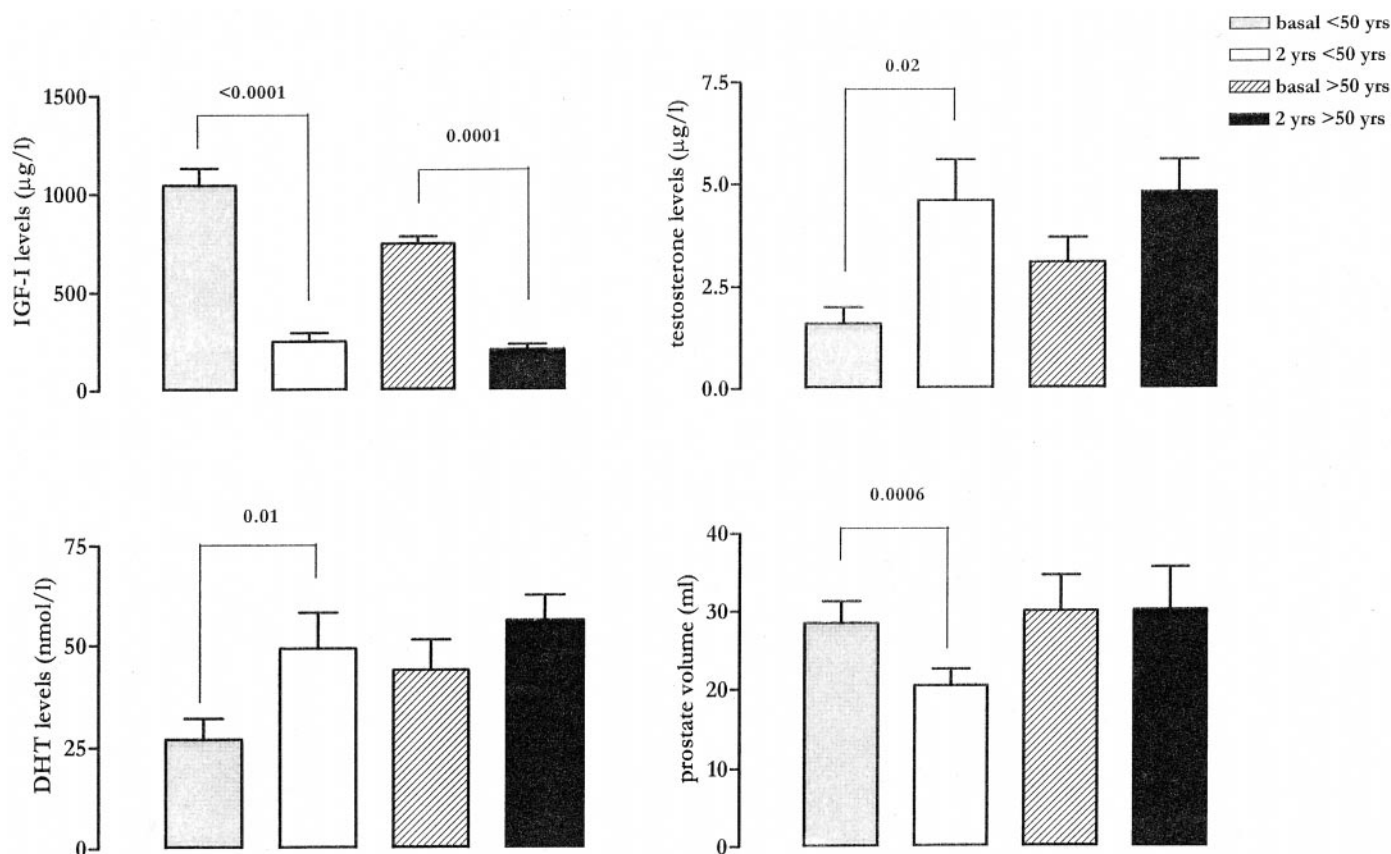 basal <50 yrs
2 yrs <50 yrs
basal >50 yrs
2 yrs >50 yrs
IGF-I levels (μg/l)
1500
1000
500
0
<0.0001
0.0001
testosterone levels (μg/l)
7.5
5.0
2.5
0.0
0.02
DHT levels (nmol/l)
75
50
25
0
0.01
prostate volume (ml)
40
30
20
10
0
0.0006